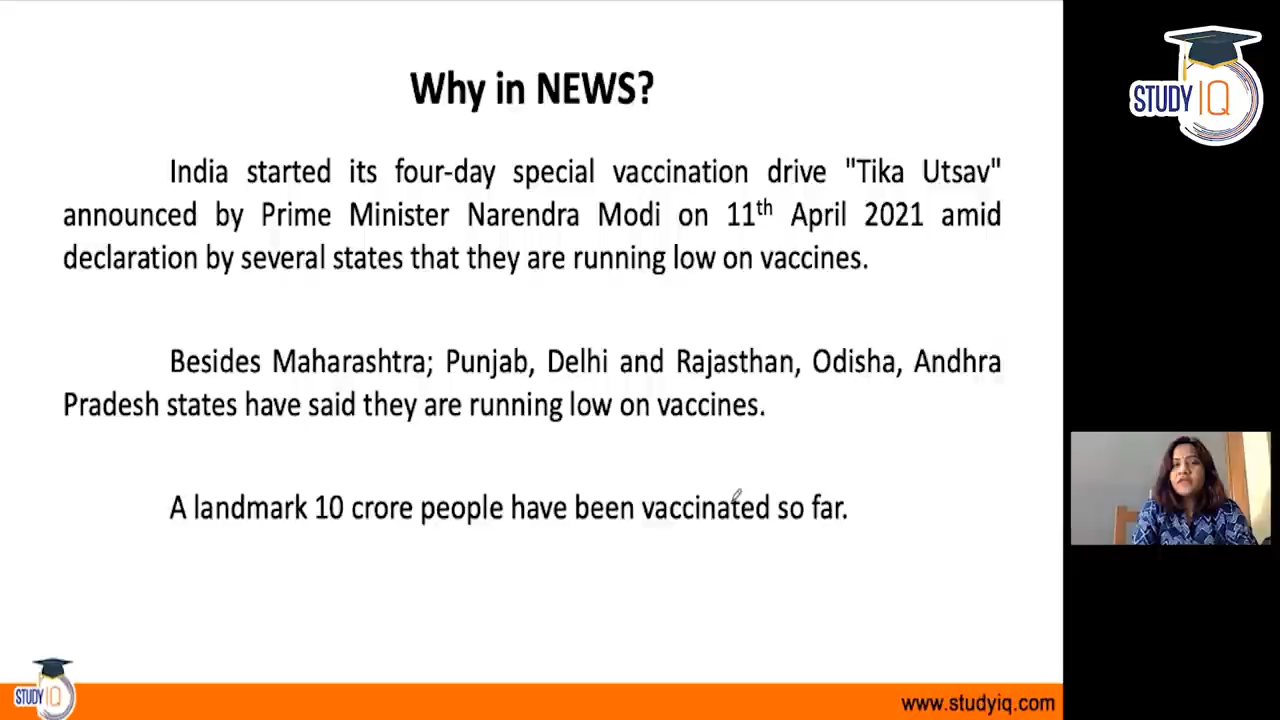 Why in NEWS?
India started its four-day special vaccination drive "Tika Utsav"
announced by Prime Minister Narendra Modi on 11th April 2021 amid
declaration by several states that they are running low on vaccines.
Besides Maharashtra; Punjab, Delhi and Rajasthan, Odisha, Andhra
Pradesh states have said they are running low on vaccines.
A landmark 10 crore people have been vaccinated so far.
STUDY IQ
STUDY IQ
www.studyiq.com